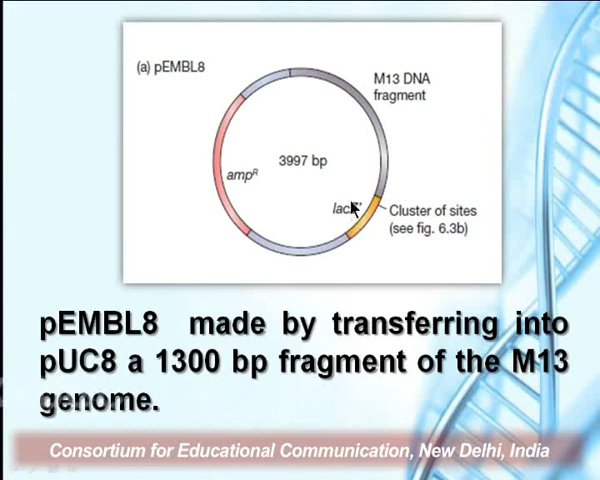 (a) pEMBL8
M13 DNA
fragment
ampR
3997 bp
Cluster of sites
(see fig. 6.3b)
pEMBL8 made by transferring into
pUC8 a 1300 bp fragment of the M13
genome.
Consortium for Educational Communication, New Delhi, India